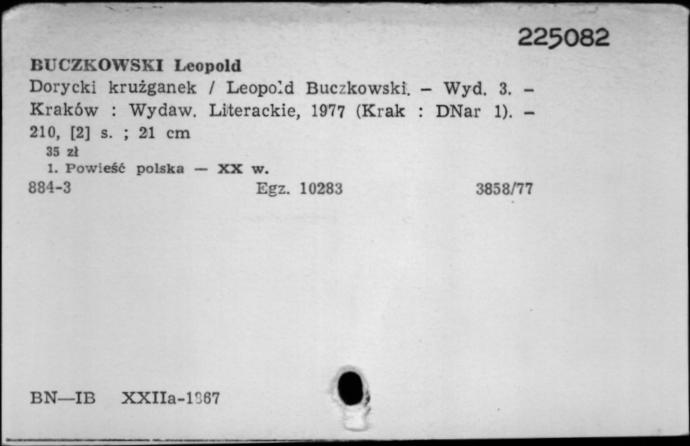 225082
BUCZKOWSKI Leopold
Dorycki krużganek / Leopold Buczkowski. — Wyd. 3. —
Kraków : Wydaw. Literackie, 1977 (Krak : DNar 1). —
210, [2] s. ; 21 cm
35 zł
1. Powieść polska — XX w.
884-3 Egz. 10283 3858/77
BN—IB XXIIa-1367